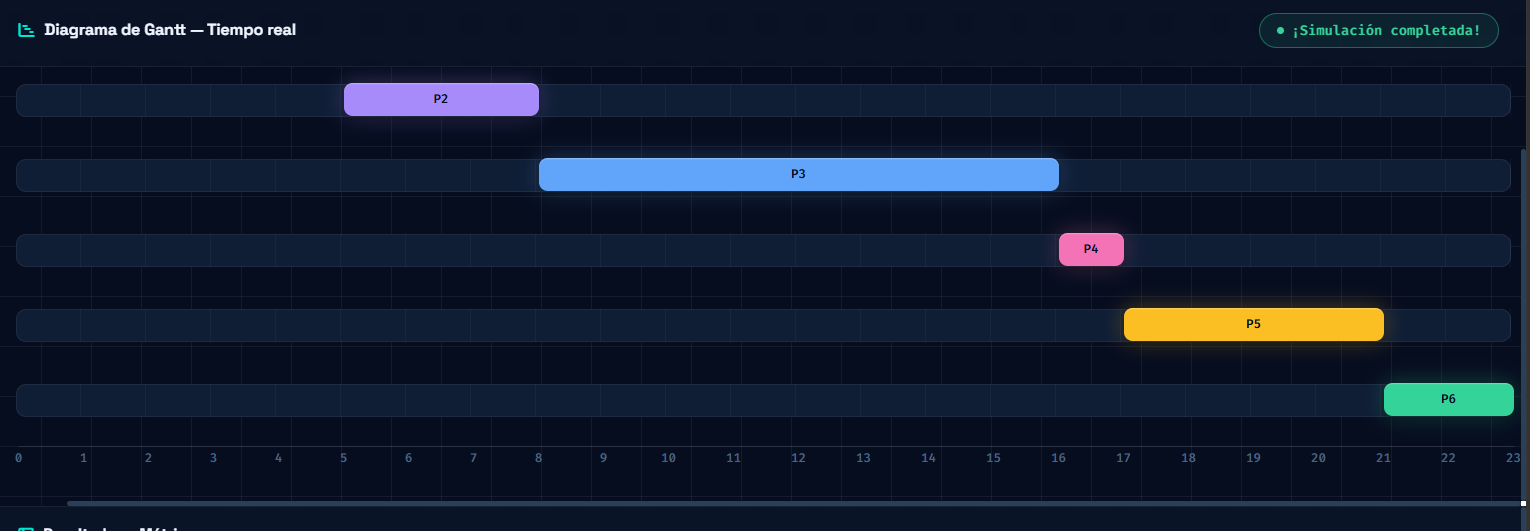 Diagrama de Gantt — Tiempo real
¡Simulación completada!
P2
P3
P4
P5
P6
0 1 2 3 4 5 6 7 8 9 10 11 12 13 14 15 16 17 18 19 20 21 22 23